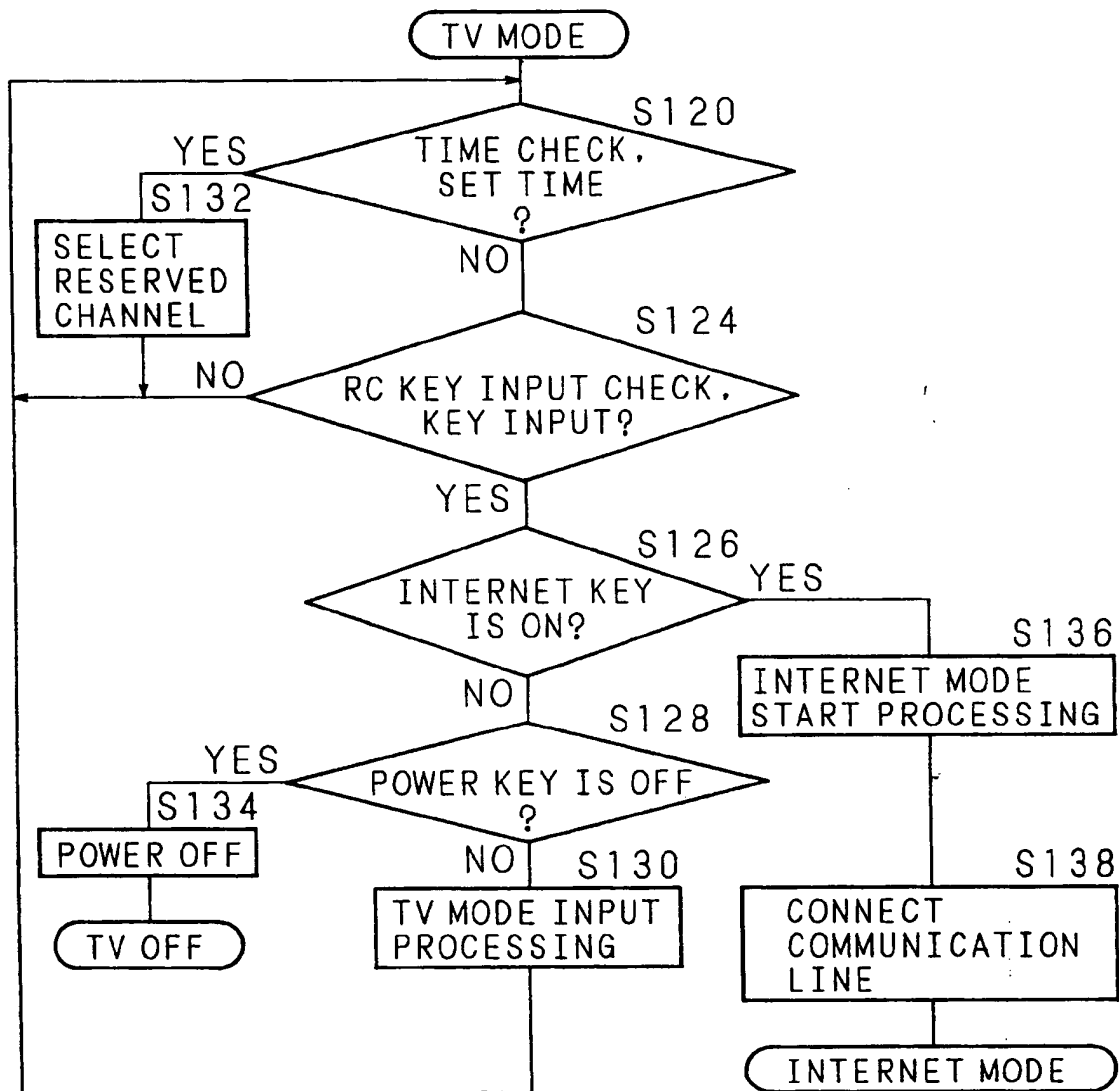 TV MODE
S120
TIME CHECK.
SET TIME
?
YES
S132
SELECT
RESERVED
CHANNEL
NO
S124
RC KEY INPUT CHECK.
KEY INPUT?
NO
YES
S126
INTERNET KEY
IS ON?
YES
S136
INTERNET MODE
START PROCESSING
NO
S128
POWER KEY IS OFF
?
YES
S134
POWER OFF
TV OFF
NO
S130
TV MODE INPUT
PROCESSING
S138
CONNECT
COMMUNICATION
LINE
INTERNET MODE